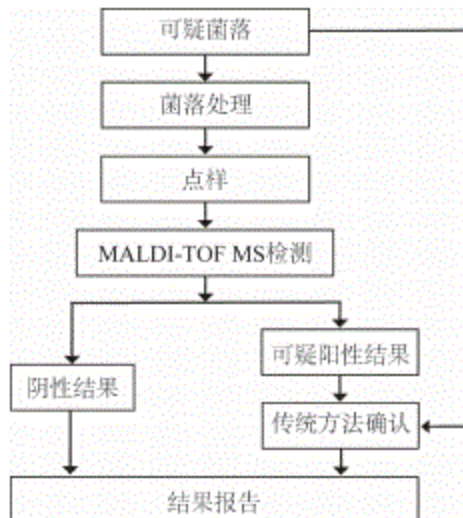 可疑菌落
菌落处理
点样
MALDI-TOF MS检测
可疑阳性结果
阴性结果
传统方法确认
结果报告